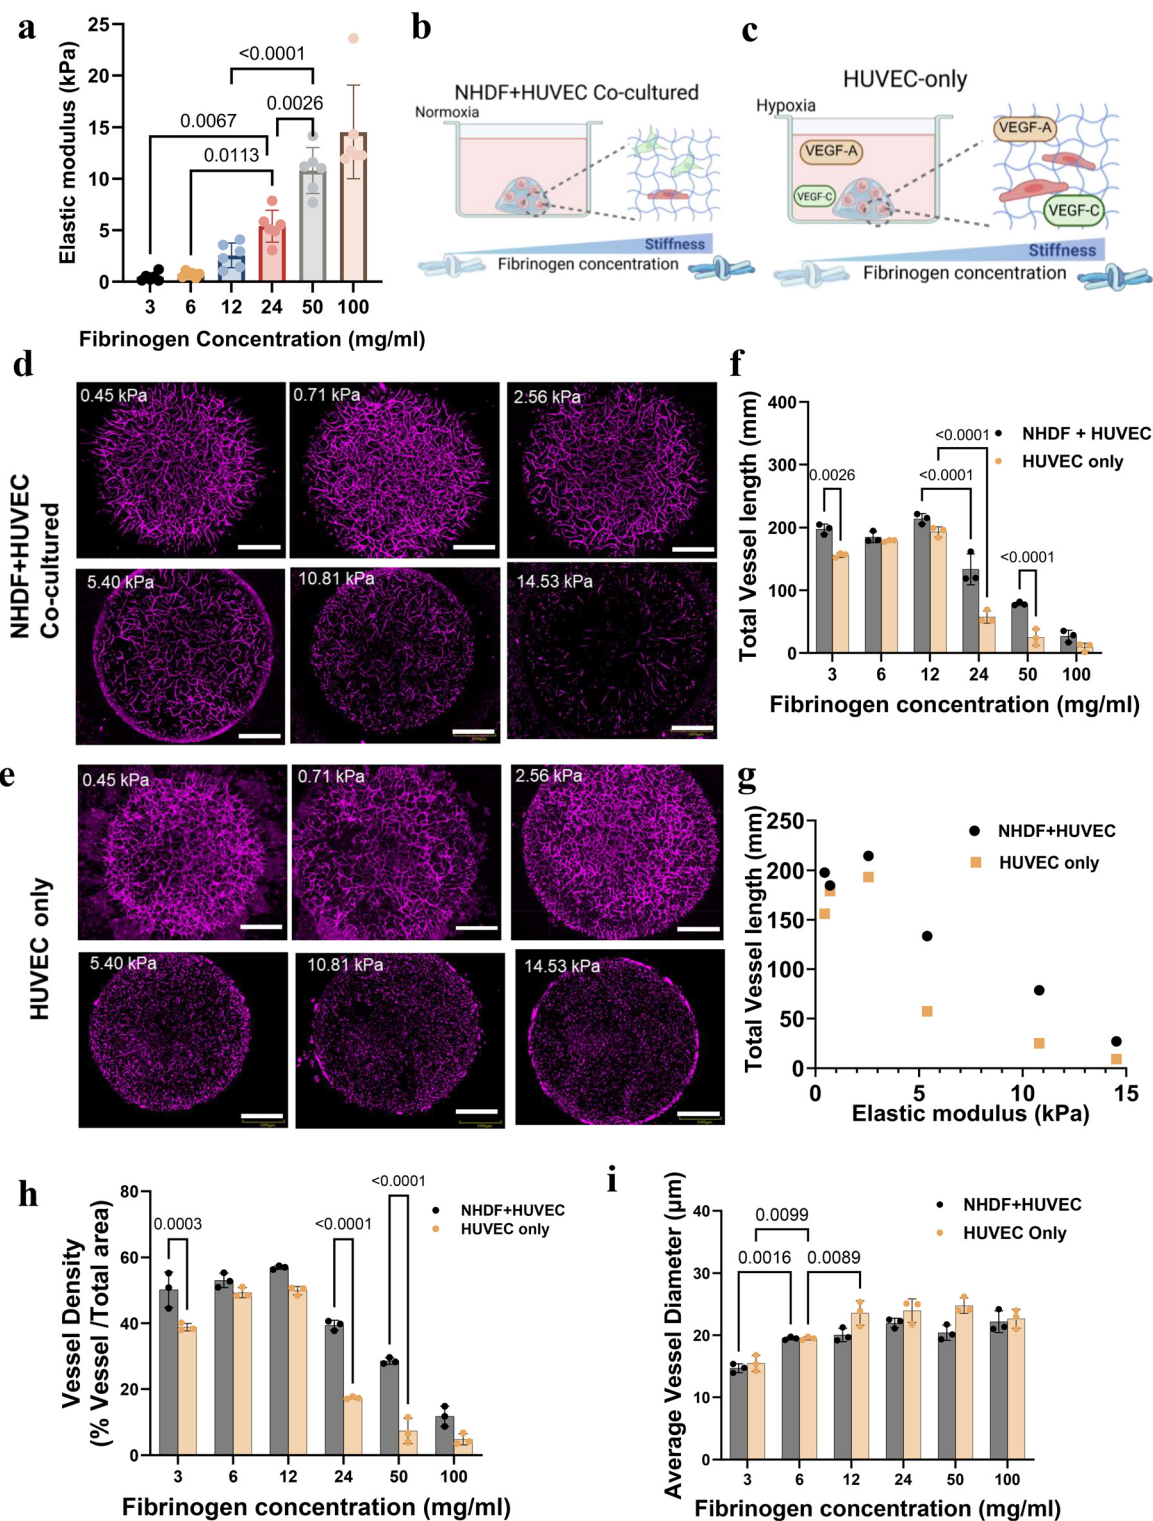 a
25
20
15
10
5
0
Elastic modulus (kPa)
<0.0001
0.0026
0.0067
0.0113
3 6 12 24 50 100
Fibrinogen Concentration (mg/ml)
b
NHDF+HUVEC Co-cultured
Normoxia
Stiffness
Fibrinogen concentration
c
HUVEC-only
Hypoxia
VEGF-A
VEGF-C
VEGF-A
VEGF-C
Stiffness
Fibrinogen concentration
d
NHDF+HUVEC
Co-cultured
0.45 kPa
0.71 kPa
2.56 kPa
5.40 kPa
10.81 kPa
14.53 kPa
e
HUVEC only
0.45 kPa
0.71 kPa
2.56 kPa
5.40 kPa
10.81 kPa
14.53 kPa
f
Total Vessel length (mm)
400
300
200
100
0
NHDF + HUVEC
HUVEC only
<0.0001
0.0026
<0.0001
<0.0001
3 6 12 24 50 100
Fibrinogen concentration (mg/ml)
g
Total Vessel length (mm)
250
200
150
100
50
0
NHDF+HUVEC
HUVEC only
0 5 10 15
Elastic modulus (kPa)
h
Vessel Density
(% Vessel /Total area)
80
60
40
20
0
<0.0001
0.0003
<0.0001
NHDF+HUVEC
HUVEC only
3 6 12 24 50 100
Fibrinogen concentration (mg/ml)
i
Average Vessel Diameter (µm)
40
30
20
10
0
0.0099
0.0016
0.0089
NHDF+HUVEC
HUVEC Only
3 6 12 24 50 100
Fibrinogen concentration (mg/ml)